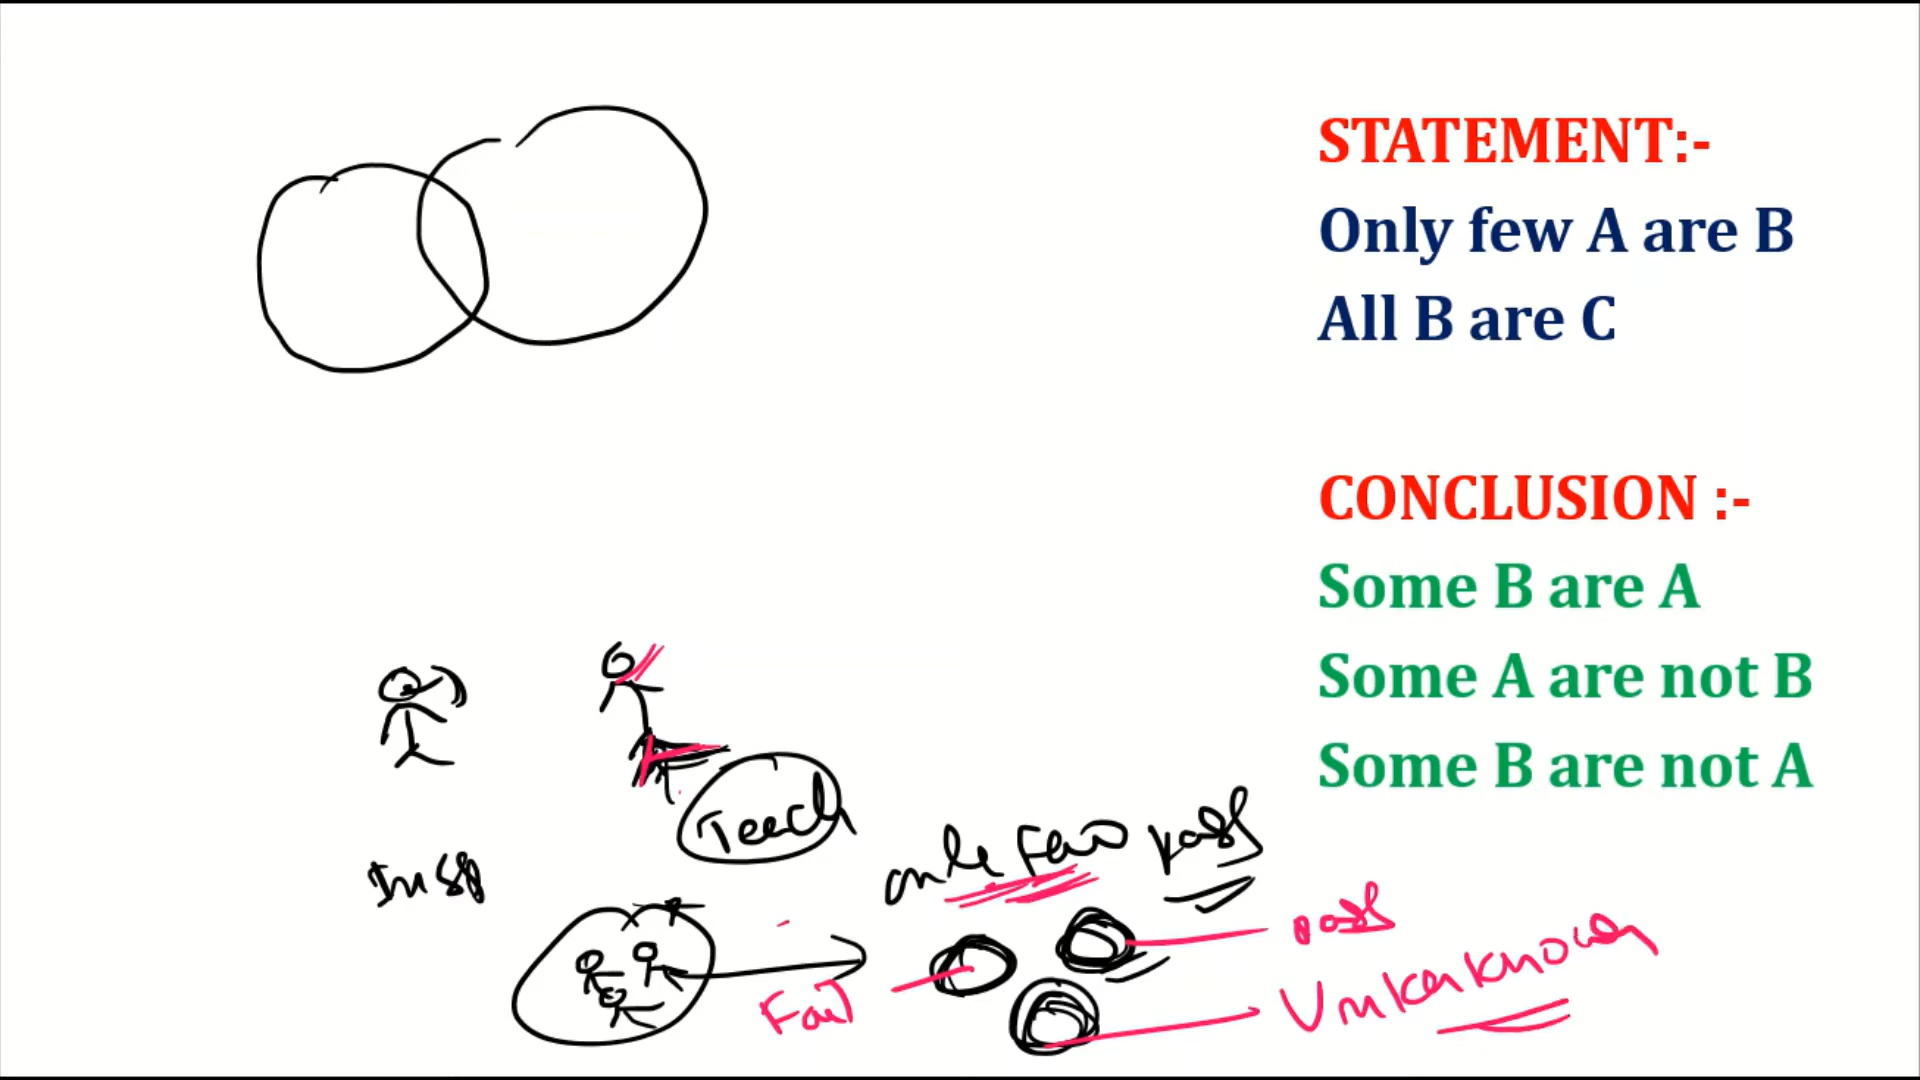 STATEMENT:-
Only few A are B
All B are C
CONCLUSION :-
Some B are A
Some A are not B
Some B are not A
Teach
only few pass
pass
Fail